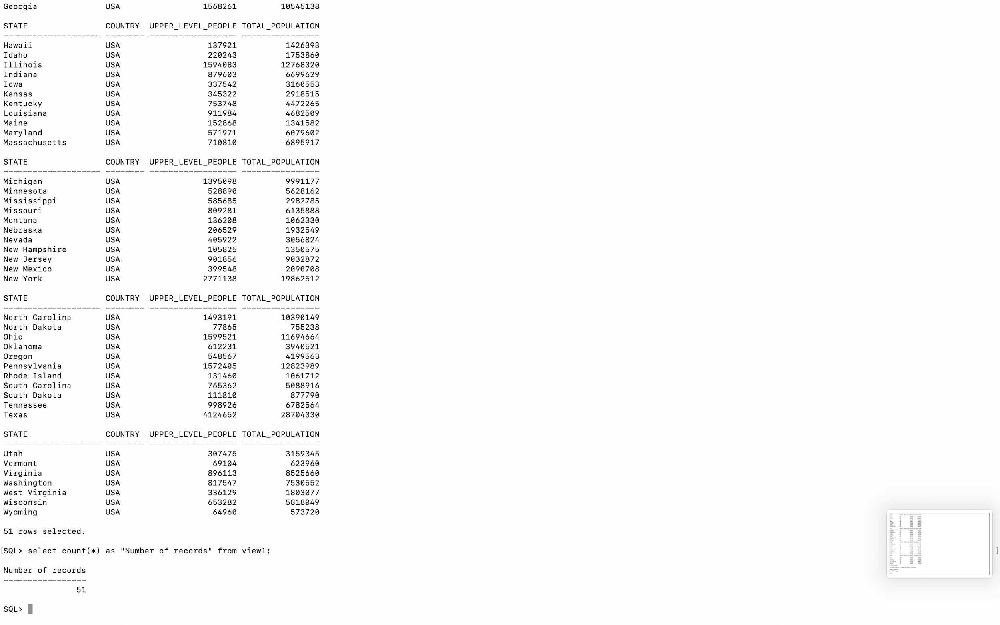 Georgia              USA                 1568261         10545138
STATE                COUNTRY  UPPER_LEVEL_PEOPLE TOTAL_POPULATION
-------------------- -------- ------------------ ----------------
Hawaii               USA                  137921          1426393
Idaho                USA                  220243          1753860
Illinois             USA                 1594083         12768320
Indiana              USA                  879603          6699629
Iowa                 USA                  337542          3160553
Kansas               USA                  345322          2918515
Kentucky             USA                  753748          4472265
Louisiana            USA                  911984          4682509
Maine                USA                  152868          1341582
Maryland             USA                  571971          6079602
Massachusetts        USA                  710810          6895917
STATE                COUNTRY  UPPER_LEVEL_PEOPLE TOTAL_POPULATION
-------------------- -------- ------------------ ----------------
Michigan             USA                 1395098          9991177
Minnesota            USA                  528890          5628162
Mississippi          USA                  585685          2982785
Missouri             USA                  809281          6135888
Montana              USA                  136208          1062330
Nebraska             USA                  206529          1932549
Nevada               USA                  405922          3056824
New Hampshire        USA                  105825          1350575
New Jersey           USA                  901856          9032872
New Mexico           USA                  399548          2090708
New York             USA                 2771138         19862512
STATE                COUNTRY  UPPER_LEVEL_PEOPLE TOTAL_POPULATION
-------------------- -------- ------------------ ----------------
North Carolina       USA                 1493191         10390149
North Dakota         USA                   77865           755238
Ohio                 USA                 1599521         11694664
Oklahoma             USA                  612231          3940521
Oregon               USA                  548567          4199563
Pennsylvania         USA                 1572405         12823989
Rhode Island         USA                  131460          1061712
South Carolina       USA                  765362          5088916
South Dakota         USA                  111810           877790
Tennessee            USA                  998926          6782564
Texas                USA                 4124652         28704330
STATE                COUNTRY  UPPER_LEVEL_PEOPLE TOTAL_POPULATION
-------------------- -------- ------------------ ----------------
Utah                 USA                  307475          3159345
Vermont              USA                   69104           623960
Virginia             USA                  896113          8525660
Washington           USA                  817547          7530552
West Virginia        USA                  336129          1803077
Wisconsin            USA                  653282          5818049
Wyoming              USA                   64960           573720
51 rows selected.
[SQL> select count(*) as "Number of records" from view1; ]
Number of records
-----------------
               51
SQL>